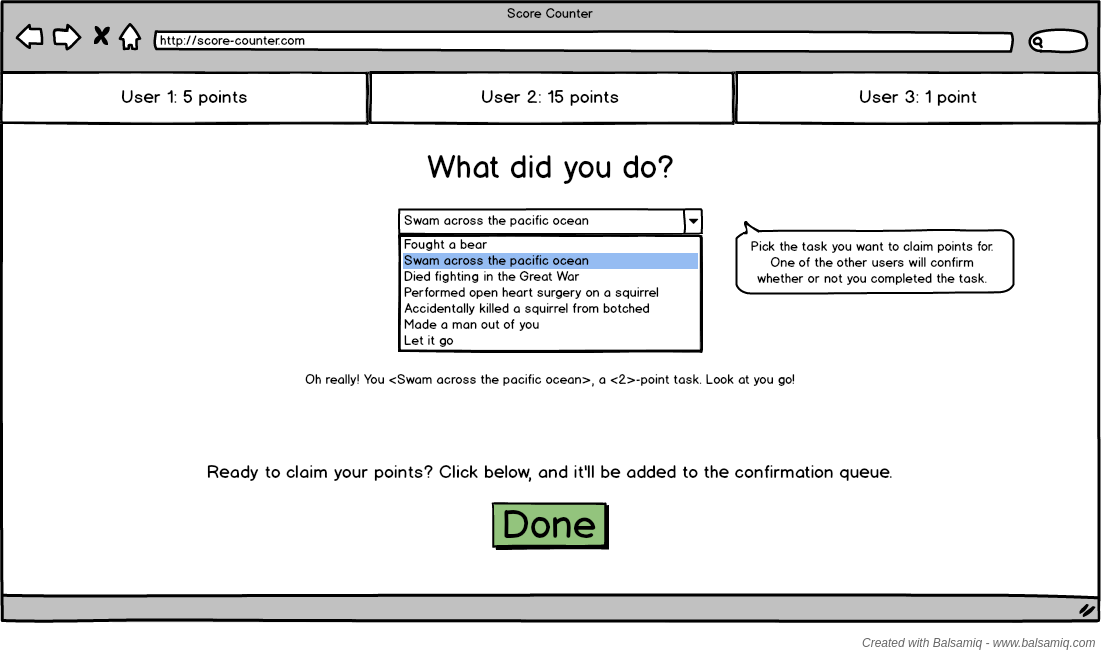 Score Counter
http://score-counter.com
User 1: 5 points
User 2: 15 points
User 3: 1 point
What did you do?
Swam across the pacific ocean
Fought a bear
Swam across the pacific ocean
Died fighting in the Great War
Performed open heart surgery on a squirrel
Accidentally killed a squirrel from botched
Made a man out of you
Let it go
Pick the task you want to claim points for.
One of the other users will confirm
whether or not you completed the task.
Oh really! You <Swam across the pacific ocean>, a <2>-point task. Look at you go!
Ready to claim your points? Click below, and it'll be added to the confirmation queue.
Done
Created with Balsamiq - www.balsamiq.com